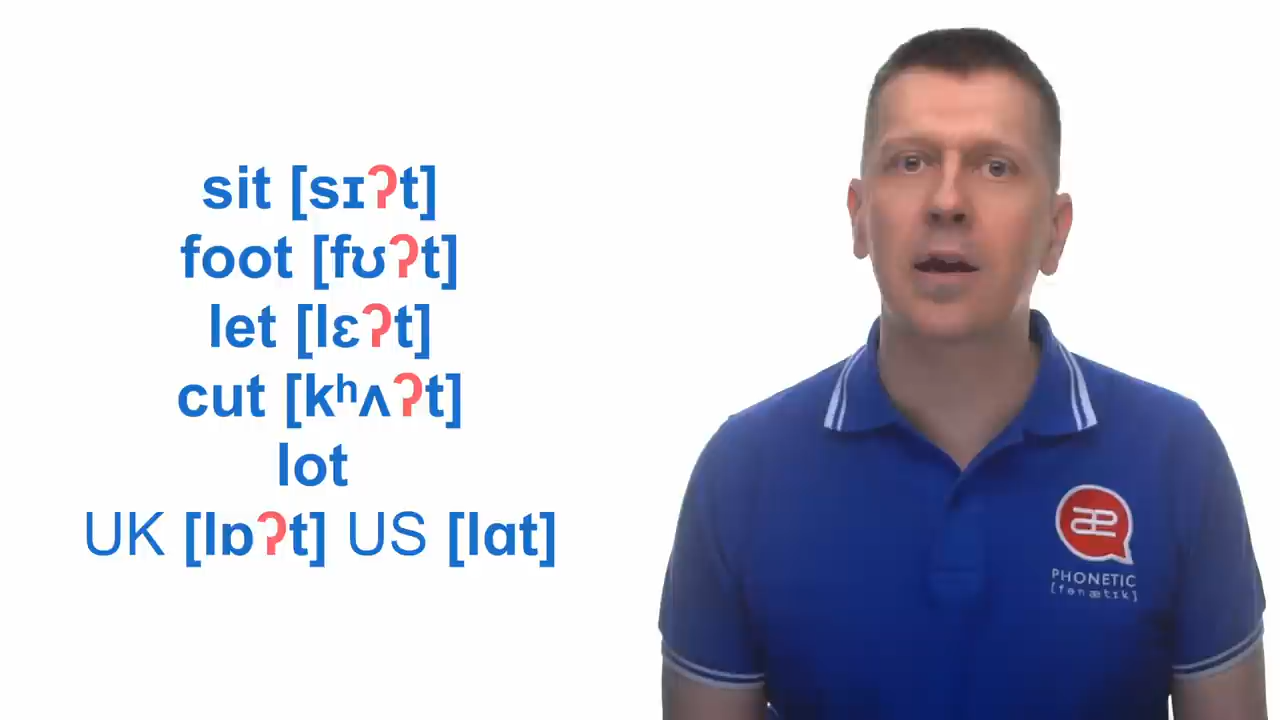 sit [sɪʔt]
foot [fʊʔt]
let [lɛʔt]
cut [kʰʌʔt]
lot
UK [lɒʔt] US [lɑt]
æ
PHONETIC
[fənætɪk]